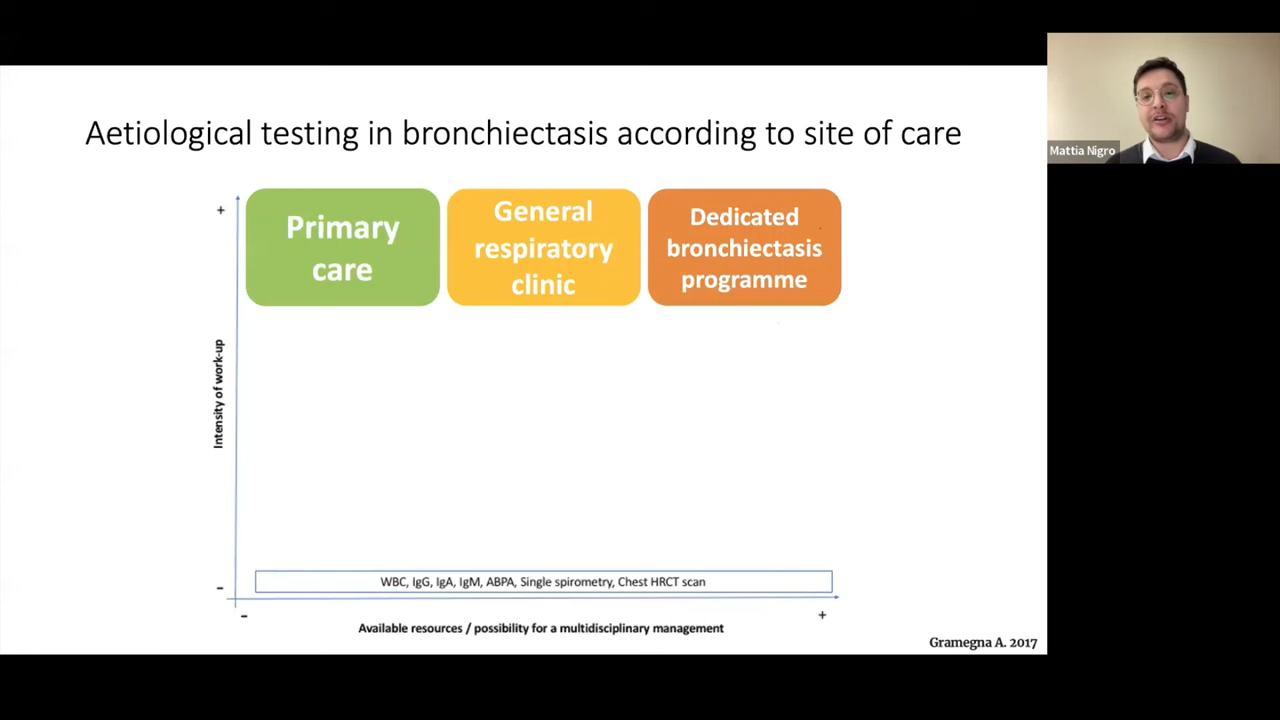 Aetiological testing in bronchiectasis according to site of care
Mattia Nigro
+
Primary
care
General
respiratory
clinic
Dedicated
bronchiectasis
programme
Intensity of work-up
WBC, IgG, IgA, IgM, ABPA, Single spirometry, Chest HRCT scan
–
–
+
Available resources / possibility for a multidisciplinary management
Gramegna A. 2017